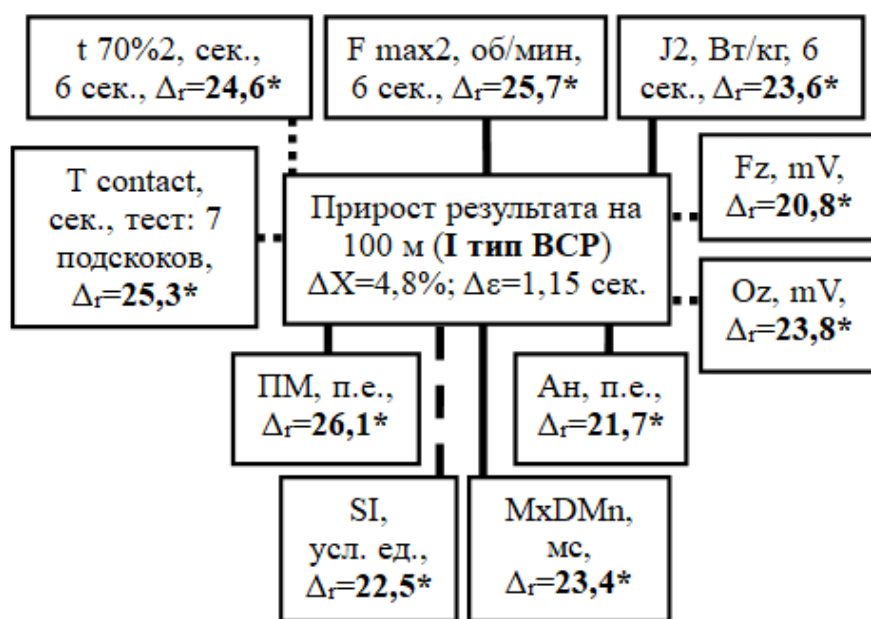 t 70%2, сек.,
6 сек., Δᵣ=24,6*
F max2, об/мин,
6 сек., Δᵣ=25,7*
J2, Вт/кг, 6
сек., Δᵣ=23,6*
T contact,
сек., тест: 7
подскоков,
Δᵣ=25,3*
Прирост результата на
100 м (I тип ВСР)
ΔX=4,8%; Δε=1,15 сек.
Fz, mV,
Δᵣ=20,8*
Oz, mV,
Δᵣ=23,8*
ПМ, п.е.,
Δᵣ=26,1*
Ан, п.е.,
Δᵣ=21,7*
SI,
усл. ед.,
Δᵣ=22,5*
MxDMn,
мс,
Δᵣ=23,4*